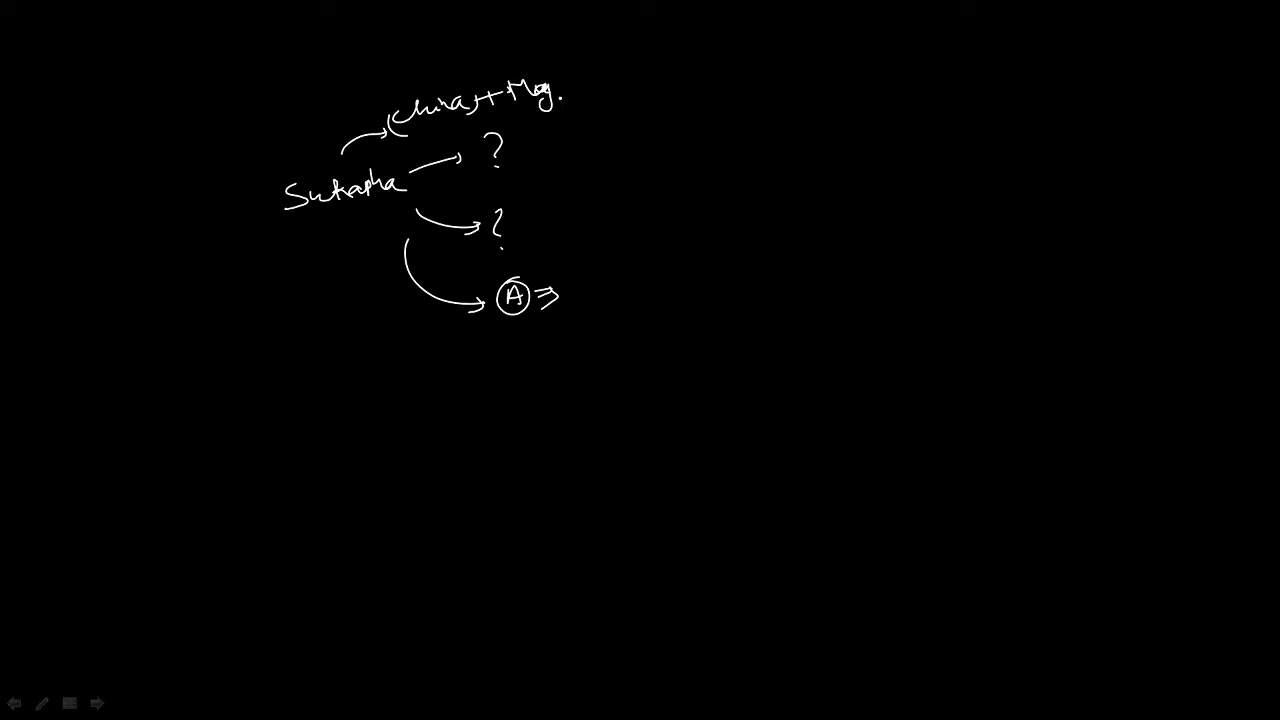 (China) + Mog.
?
Sukapha
?
A ⇒